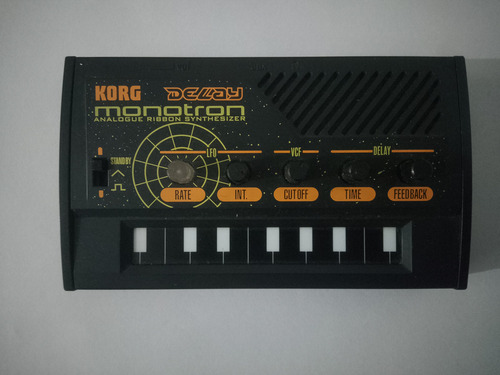 KORG DELAY
monotron
ANALOGUE RIBBON SYNTHESIZER
STANDBY
LFO VCF DELAY
RATE INT. CUTOFF TIME FEEDBACK